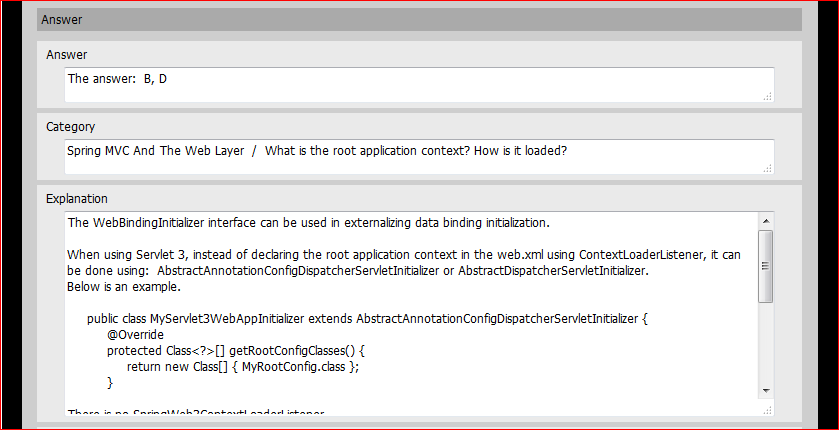 Answer
Answer
The answer:  B, D
Category
Spring MVC And The Web Layer  /  What is the root application context? How is it loaded?
Explanation
The WebBindingInitializer interface can be used in externalizing data binding initialization.
When using Servlet 3, instead of declaring the root application context in the web.xml using ContextLoaderListener, it can
be done using:  AbstractAnnotationConfigDispatcherServletInitializer or AbstractDispatcherServletInitializer.
Below is an example.
public class MyServlet3WebAppInitializer extends AbstractAnnotationConfigDispatcherServletInitializer {
@Override
protected Class<?>[] getRootConfigClasses() {
return new Class[] { MyRootConfig.class };
}
There is no SpringWeb3ContextLoaderListener